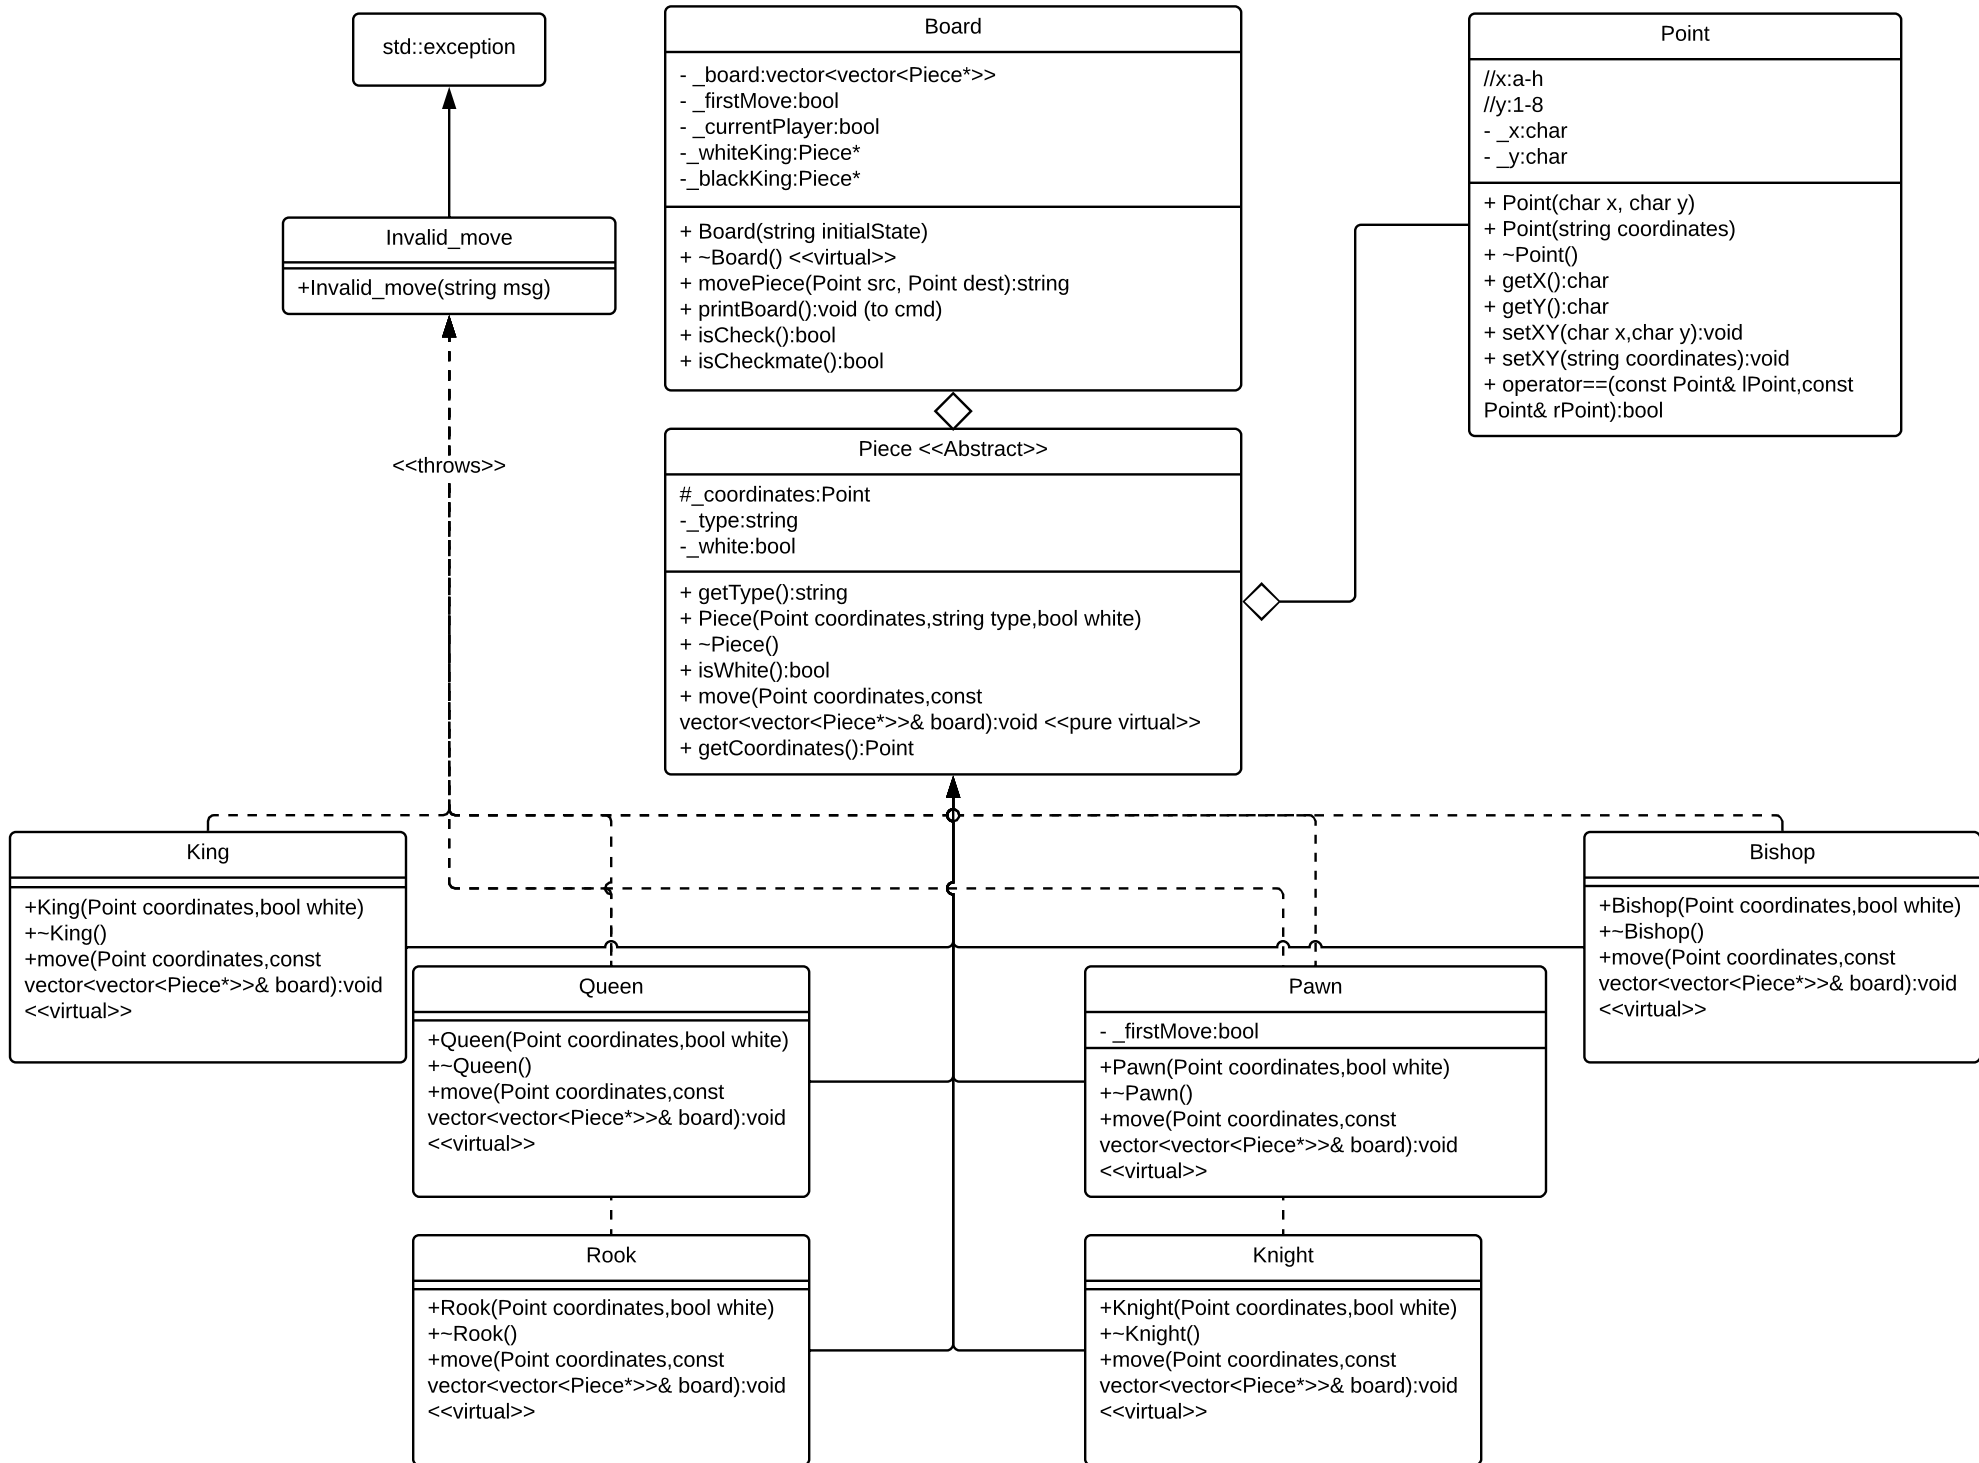 std::exception
Board
- _board:vector<vector<Piece*>>
- _firstMove:bool
- _currentPlayer:bool
-_whiteKing:Piece*
-_blackKing:Piece*
+ Board(string initialState)
+ ~Board() <<virtual>>
+ movePiece(Point src, Point dest):string
+ printBoard():void (to cmd)
+ isCheck():bool
+ isCheckmate():bool
Point
//x:a-h
//y:1-8
- _x:char
- _y:char
+ Point(char x, char y)
+ Point(string coordinates)
+ ~Point()
+ getX():char
+ getY():char
+ setXY(char x,char y):void
+ setXY(string coordinates):void
+ operator==(const Point& lPoint,const
Point& rPoint):bool
Invalid_move
+Invalid_move(string msg)
<<throws>>
Piece <<Abstract>>
#_coordinates:Point
-_type:string
-_white:bool
+ getType():string
+ Piece(Point coordinates,string type,bool white)
+ ~Piece()
+ isWhite():bool
+ move(Point coordinates,const
vector<vector<Piece*>>& board):void <<pure virtual>>
+ getCoordinates():Point
King
+King(Point coordinates,bool white)
+~King()
+move(Point coordinates,const
vector<vector<Piece*>>& board):void
<<virtual>>
Bishop
+Bishop(Point coordinates,bool white)
+~Bishop()
+move(Point coordinates,const
vector<vector<Piece*>>& board):void
<<virtual>>
Queen
+Queen(Point coordinates,bool white)
+~Queen()
+move(Point coordinates,const
vector<vector<Piece*>>& board):void
<<virtual>>
Pawn
- _firstMove:bool
+Pawn(Point coordinates,bool white)
+~Pawn()
+move(Point coordinates,const
vector<vector<Piece*>>& board):void
<<virtual>>
Rook
+Rook(Point coordinates,bool white)
+~Rook()
+move(Point coordinates,const
vector<vector<Piece*>>& board):void
<<virtual>>
Knight
+Knight(Point coordinates,bool white)
+~Knight()
+move(Point coordinates,const
vector<vector<Piece*>>& board):void
<<virtual>>